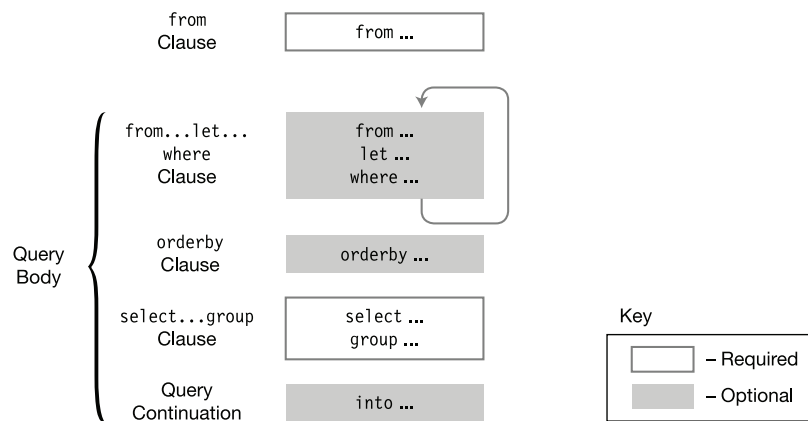 from
Clause
from ...
from...let...
where
Clause
from ...
let ...
where ...
Query
Body
orderby
Clause
orderby ...
select...group
Clause
select ...
group ...
Query
Continuation
into ...
Key
– Required
– Optional